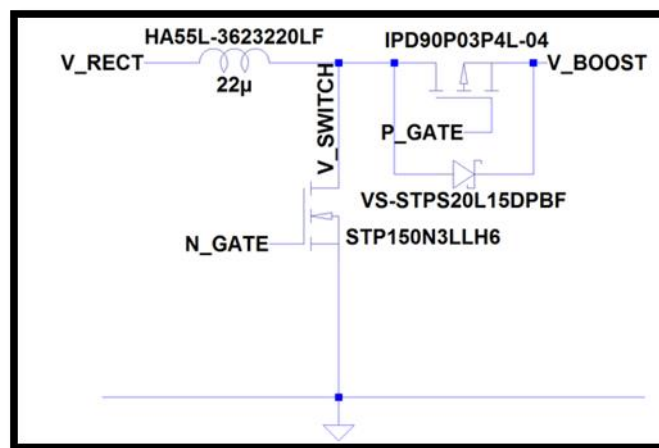 HA55L-3623220LF
IPD90P03P4L-04
V_RECT
V_BOOST
22µ
V_SWITCH
P_GATE
VS-STPS20L15DPBF
N_GATE
STP150N3LLH6